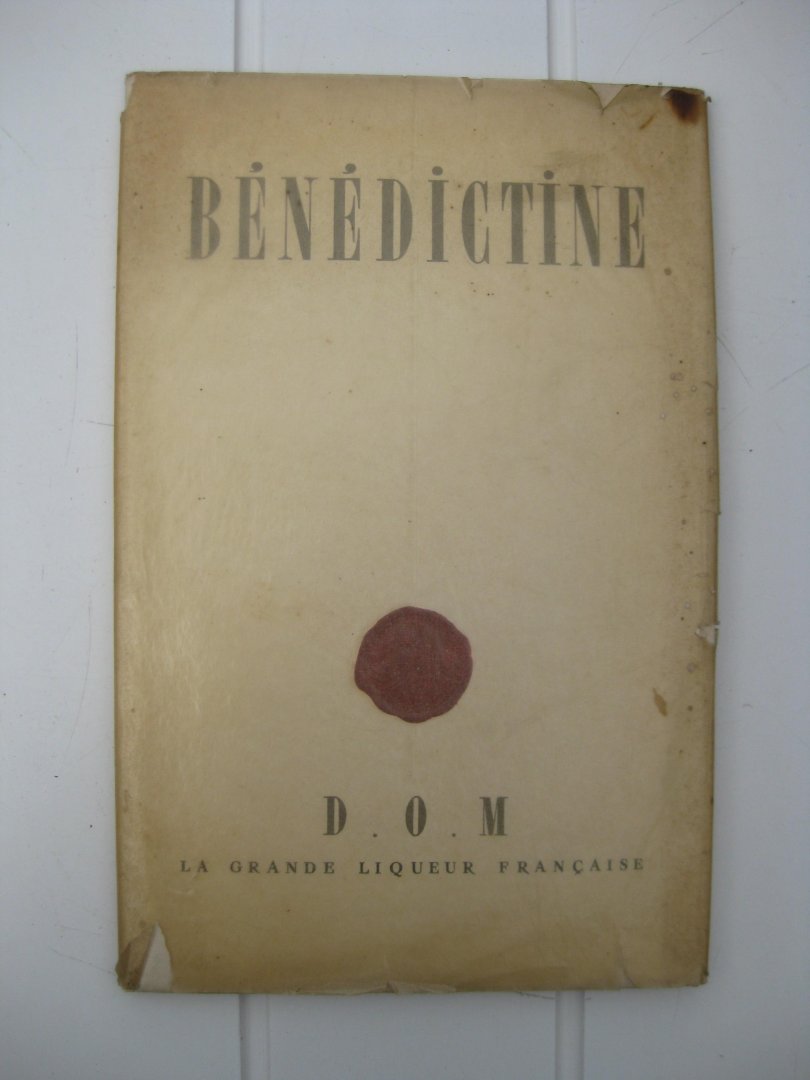 BÉNÉDICTINE
D.O.M
LA GRANDE LIQUEUR FRANÇAISE